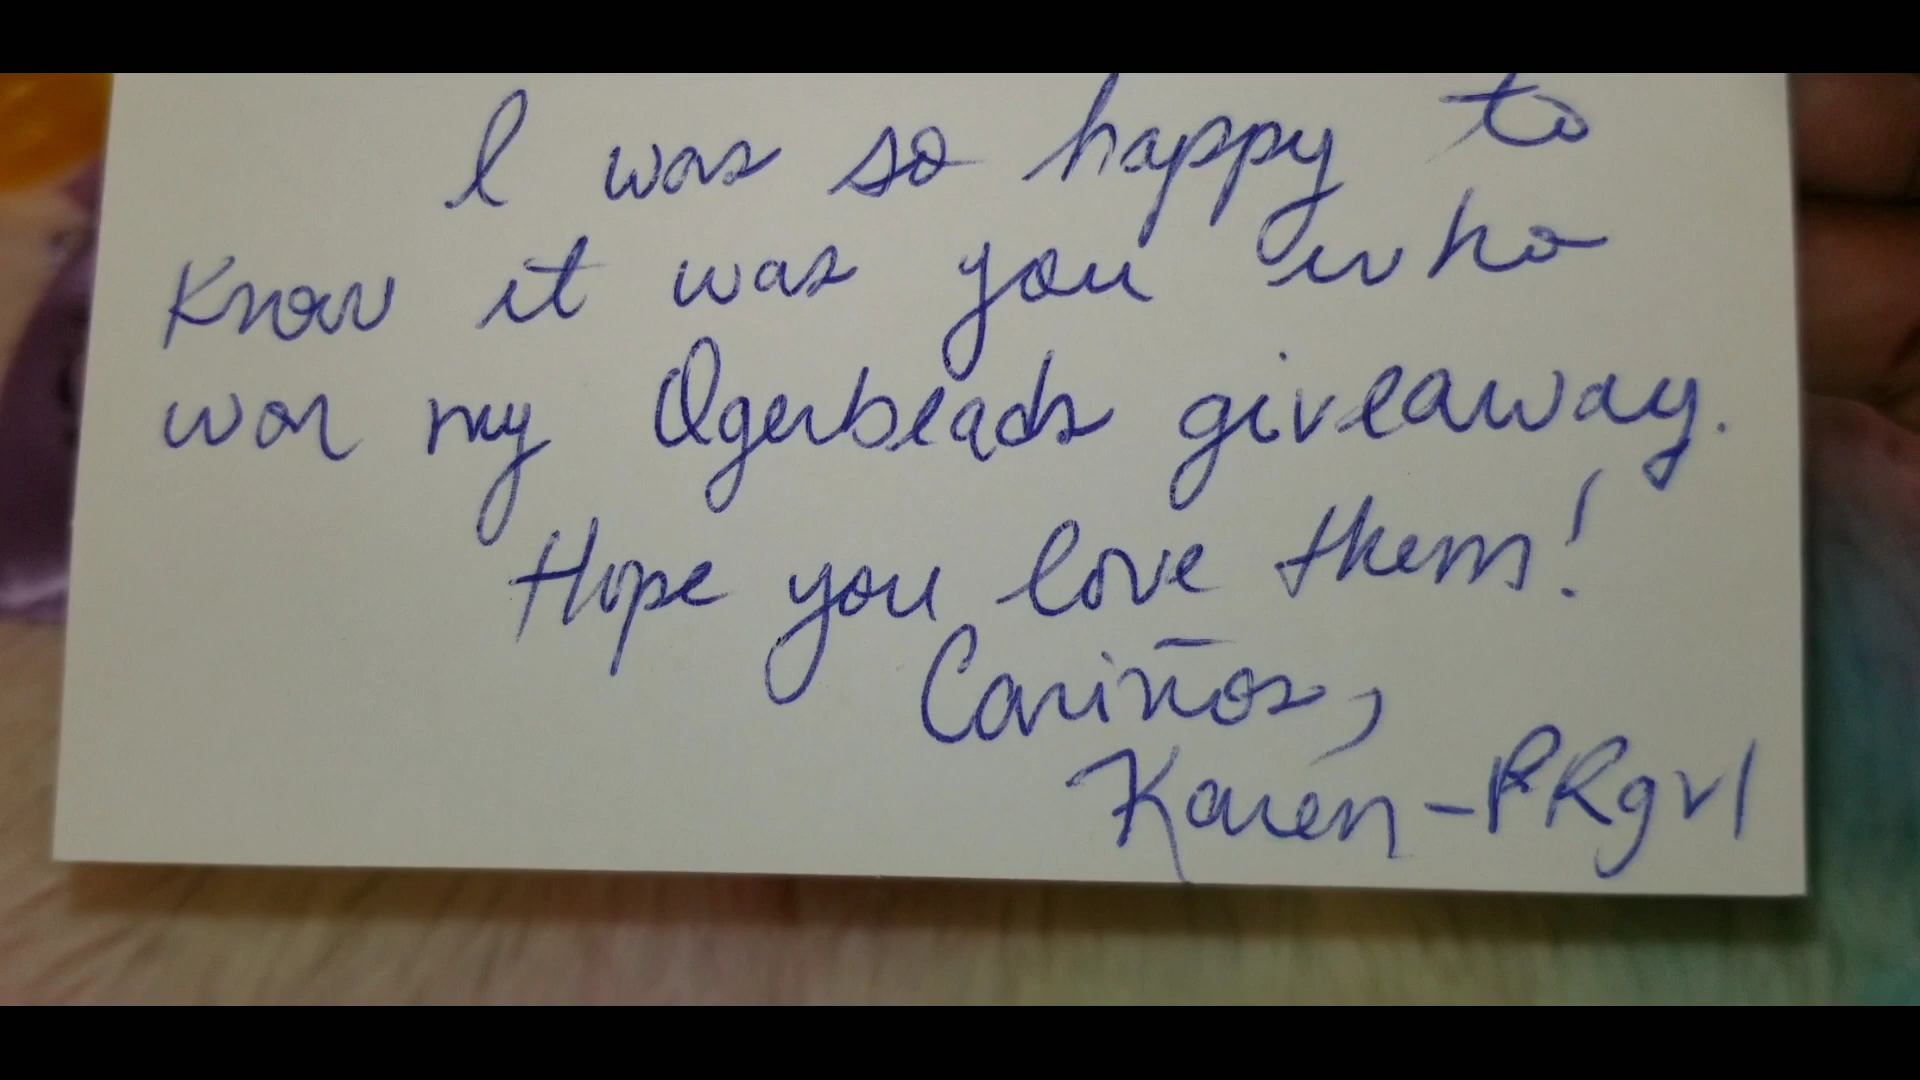 I was so happy to
Know it was you who
won my Ogerbeads giveaway.
Hope you love them!
Cariños,
Karen-PRgrl